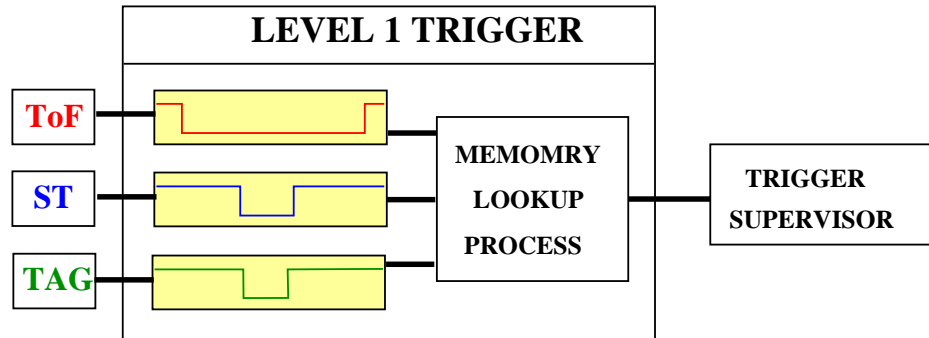 LEVEL 1 TRIGGER
ToF
ST
TAG
MEMOMRY
LOOKUP
PROCESS
TRIGGER
SUPERVISOR